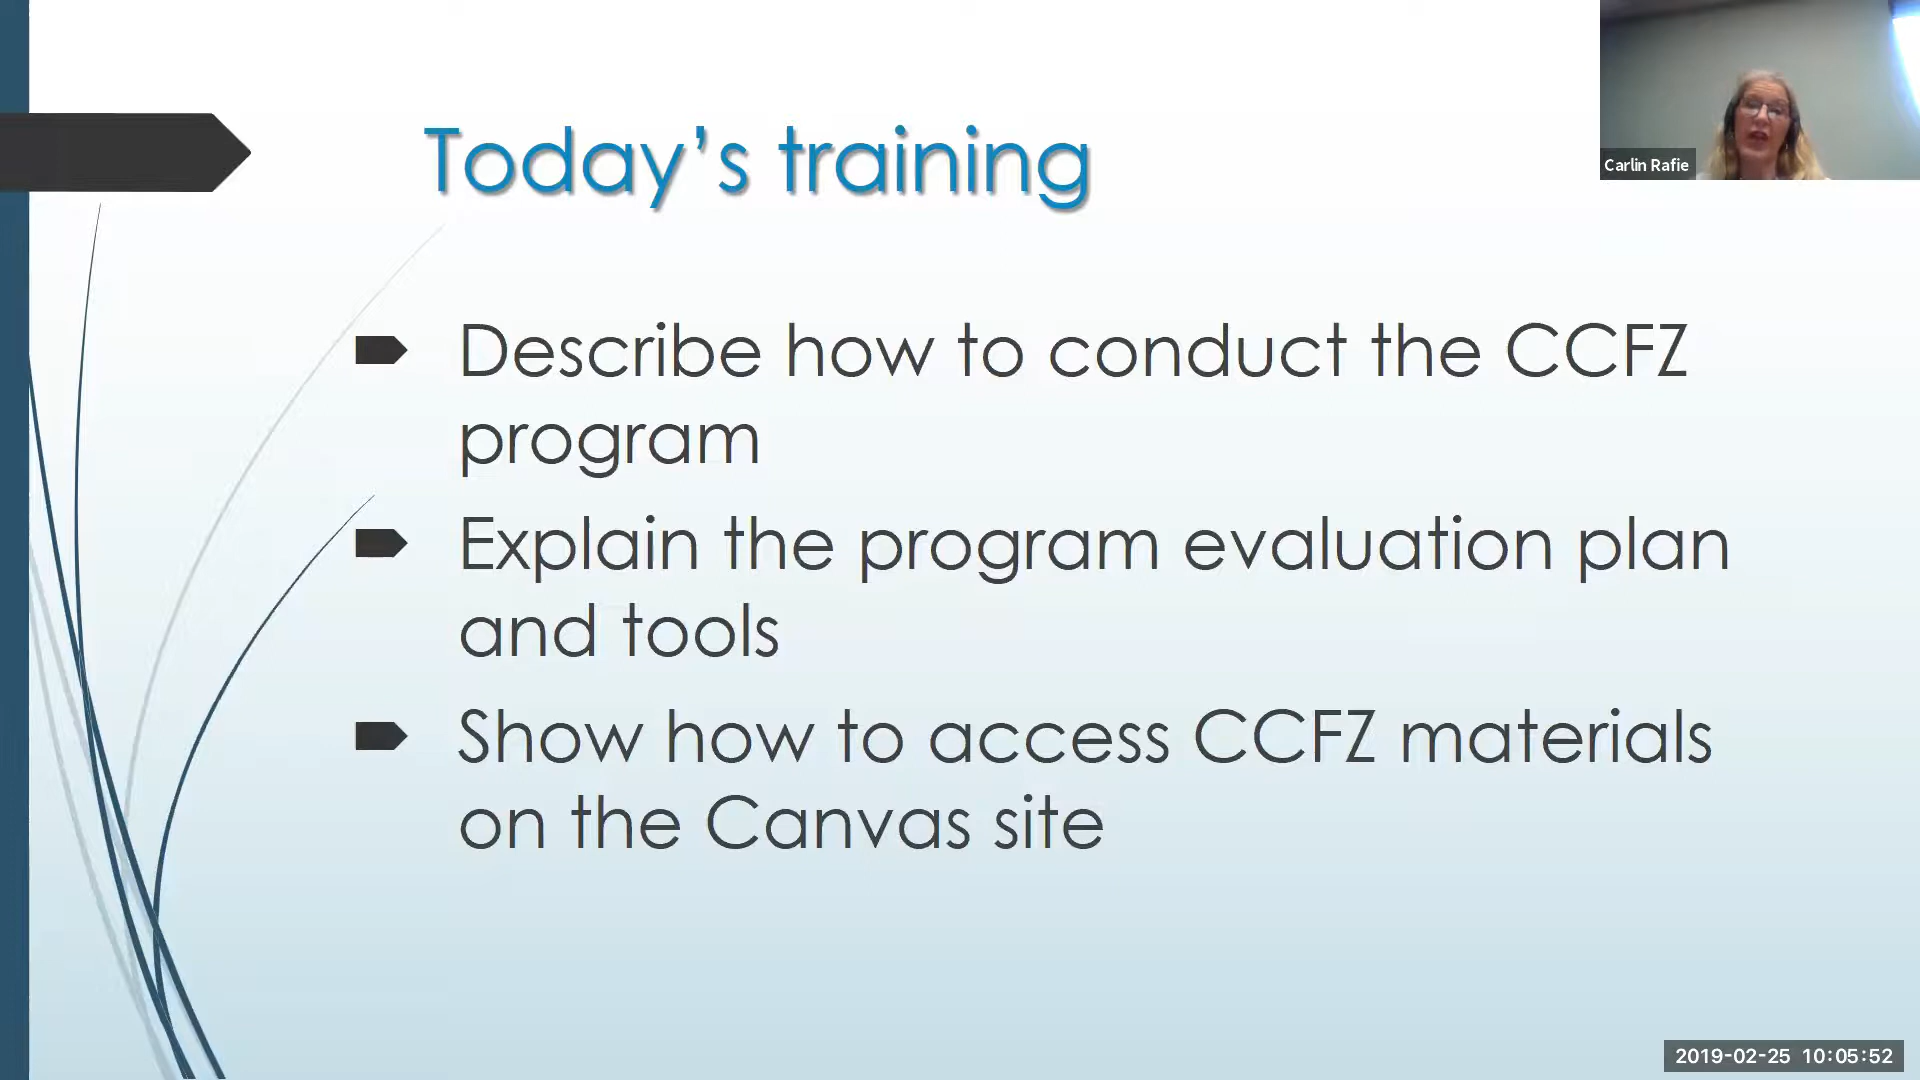 Today's training
Carlin Rafie
Describe how to conduct the CCFZ
program
Explain the program evaluation plan
and tools
Show how to access CCFZ materials
on the Canvas site
2019-02-25 10:05:52